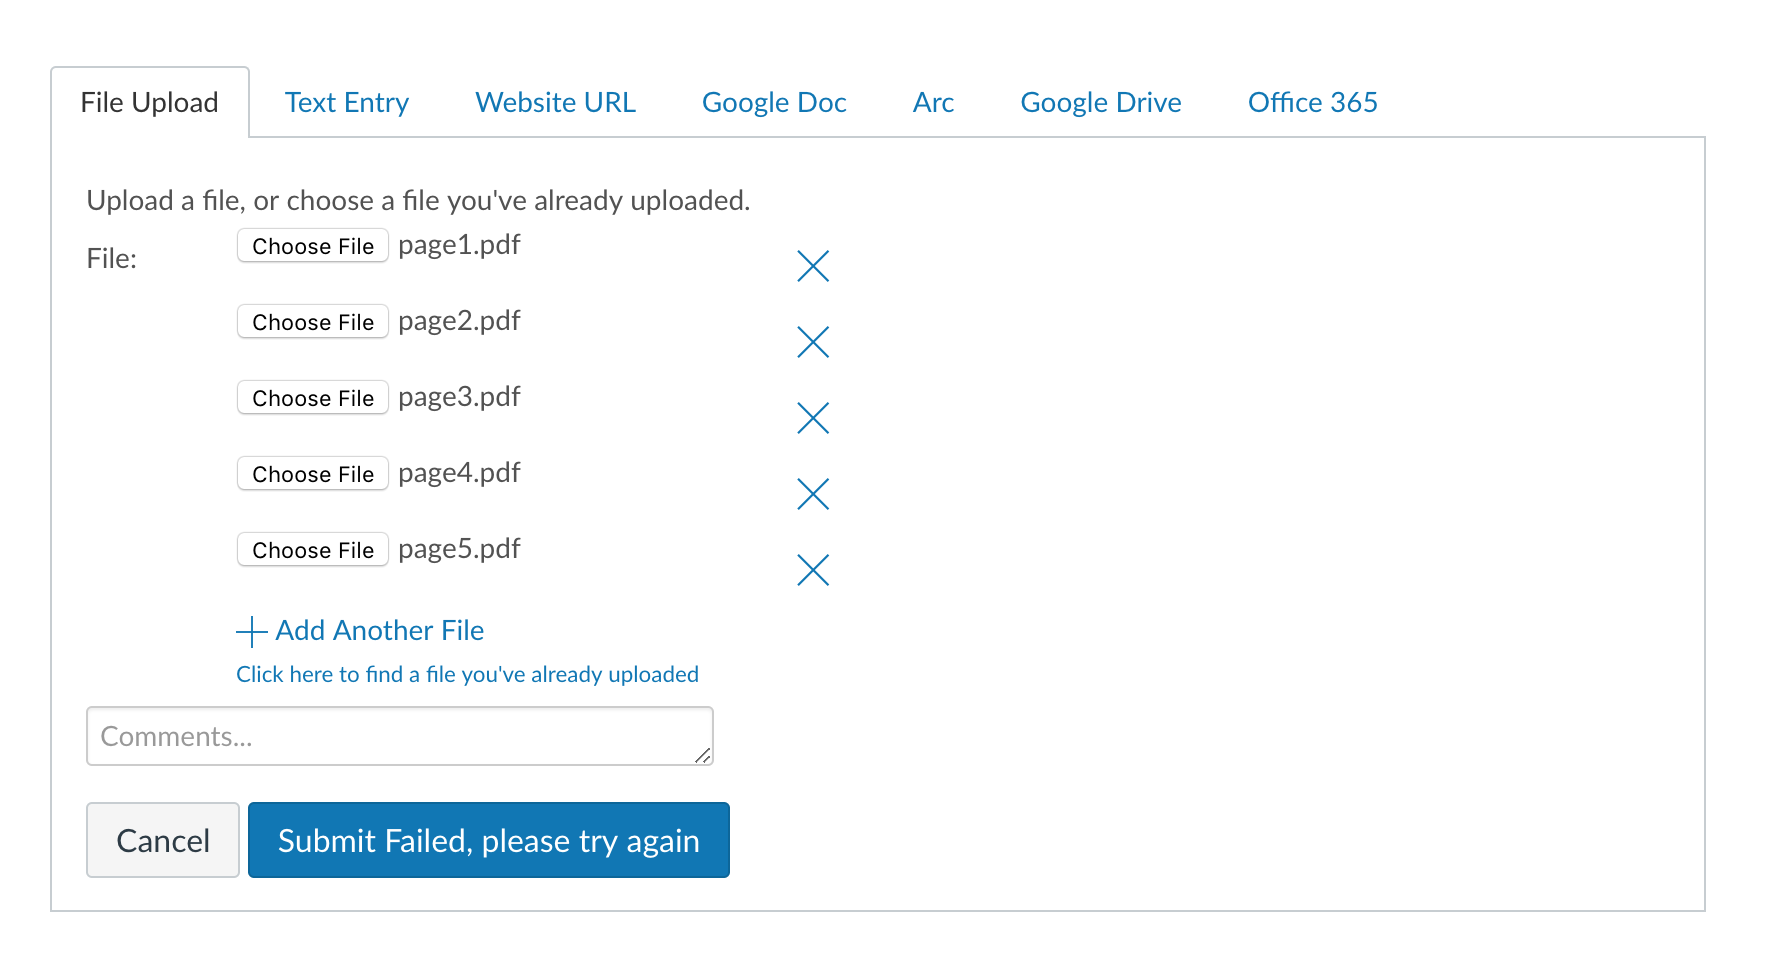 File Upload Text Entry Website URL Google Doc Arc Google Drive Office 365
Upload a file, or choose a file you've already uploaded.
File: Choose File page1.pdf
Choose File page2.pdf
Choose File page3.pdf
Choose File page4.pdf
Choose File page5.pdf
Add Another File
Click here to find a file you've already uploaded
Comments...
Cancel Submit Failed, please try again